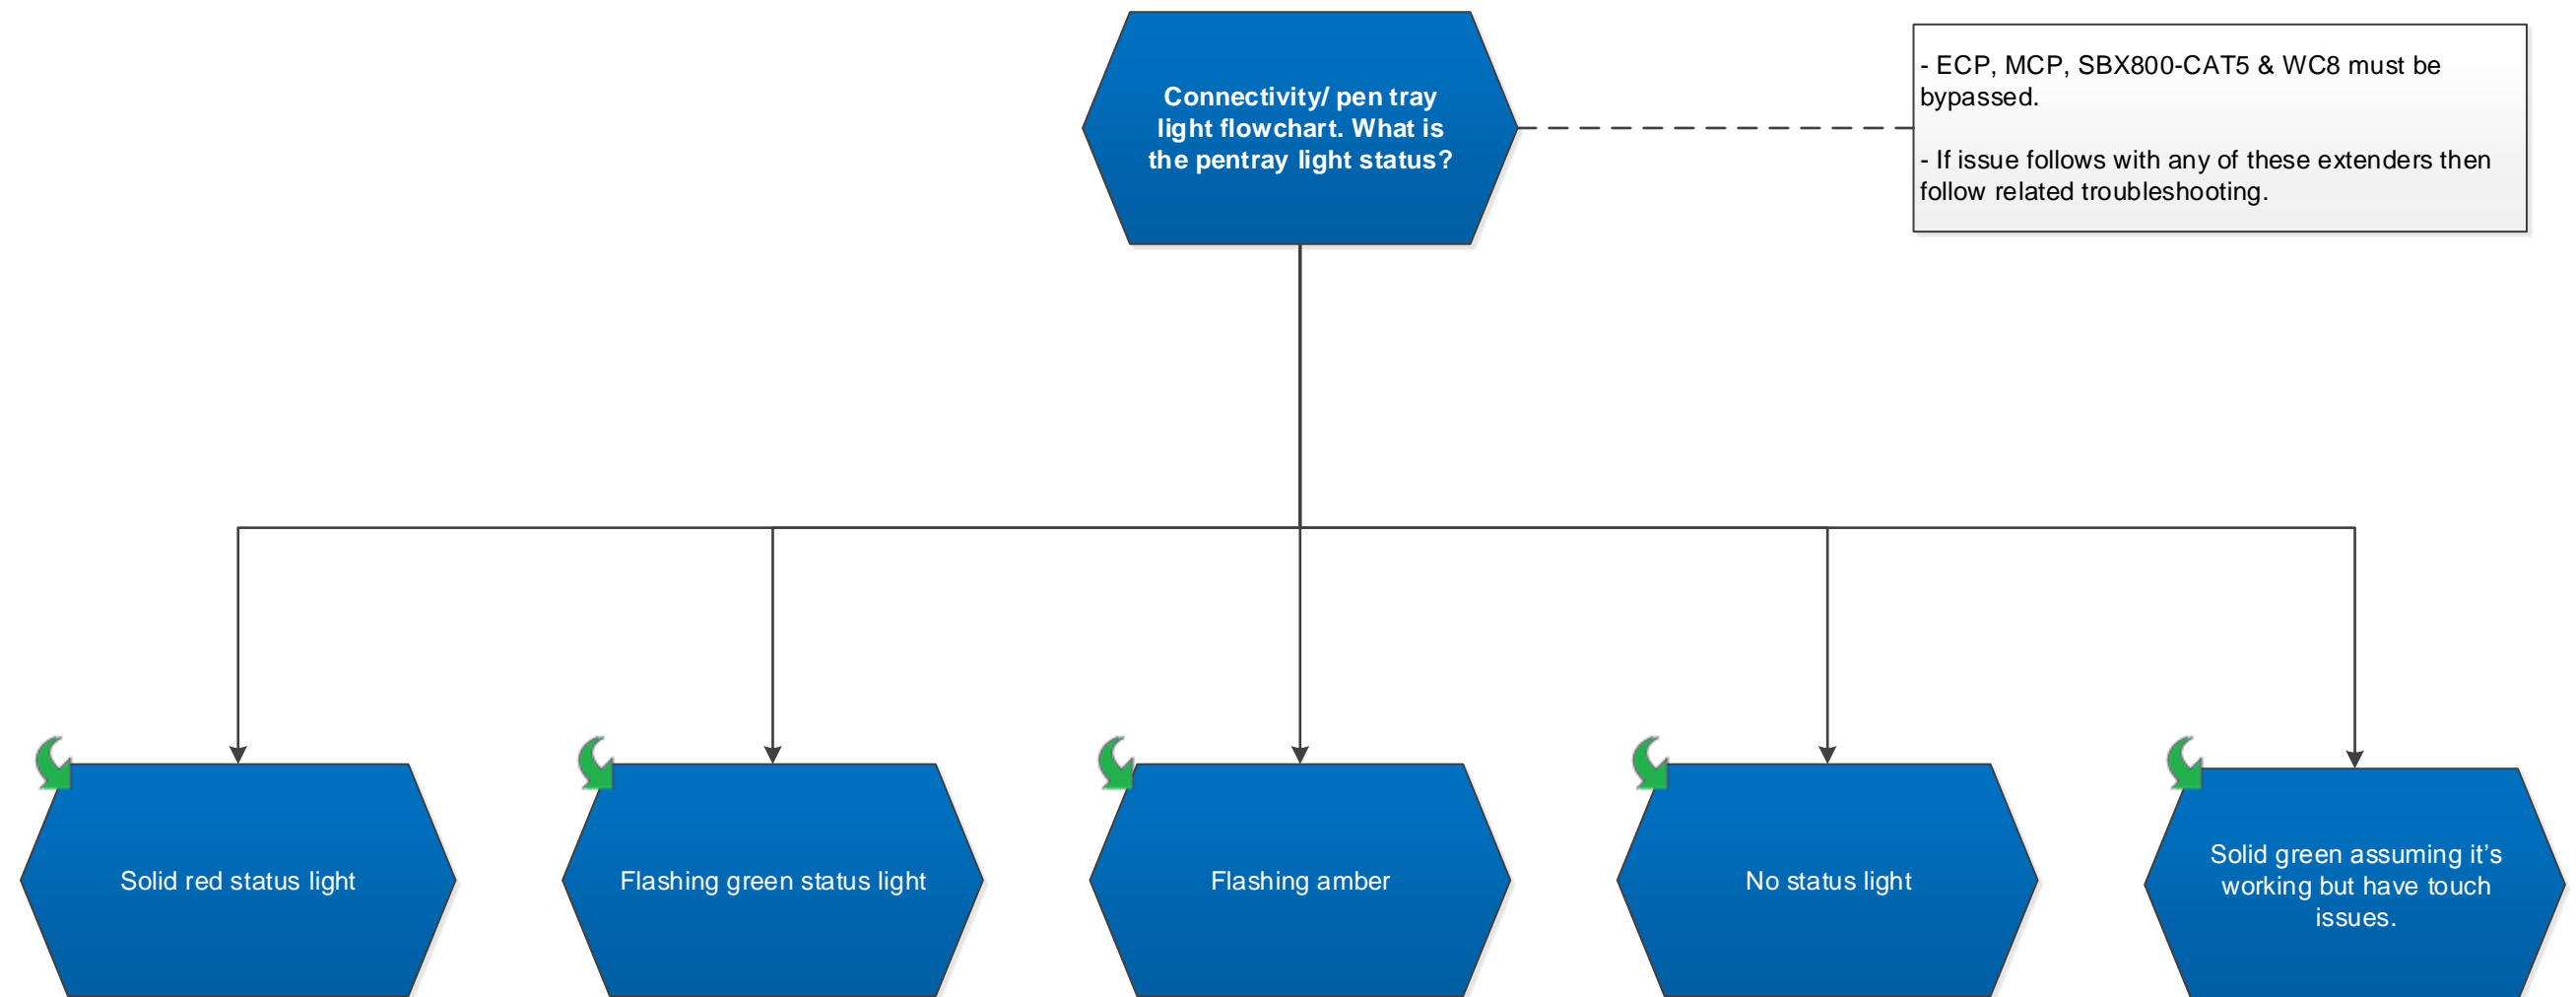 Connectivity/ pen tray
light flowchart. What is
the pentray light status?
- ECP, MCP, SBX800-CAT5 & WC8 must be
bypassed.
- If issue follows with any of these extenders then
follow related troubleshooting.
Solid red status light
Flashing green status light
Flashing amber
No status light
Solid green assuming it’s
working but have touch
issues.